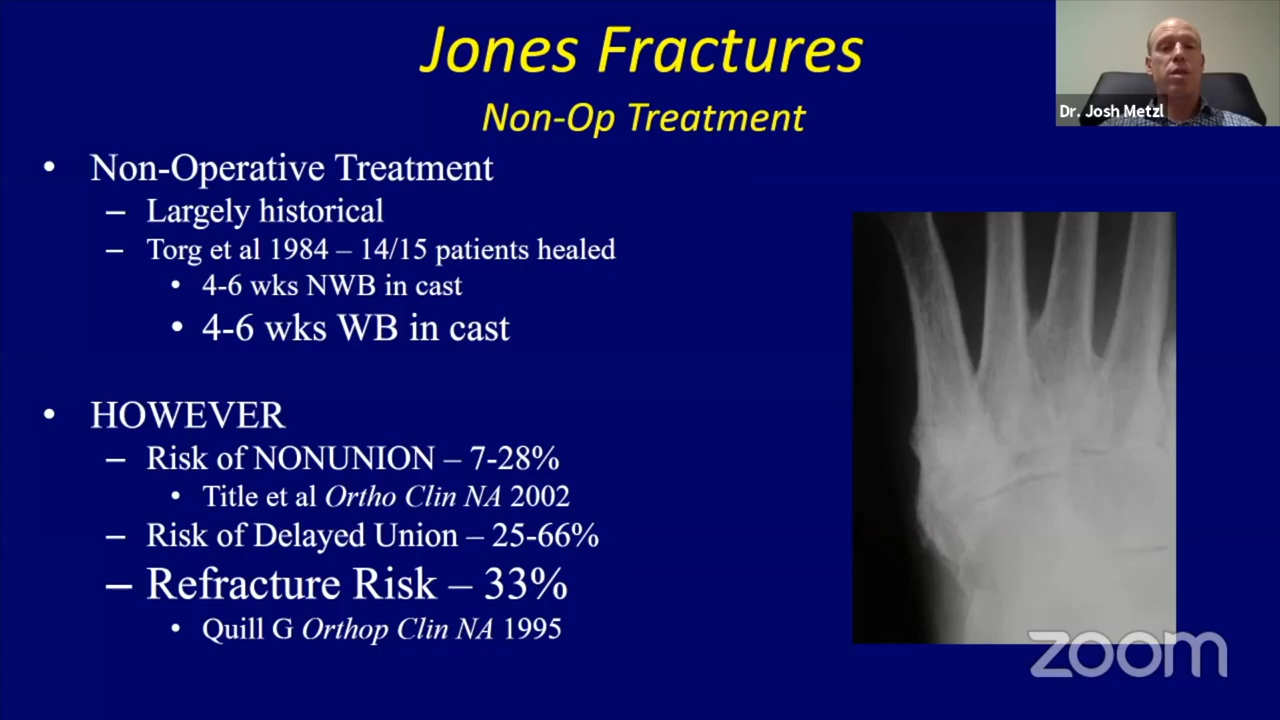 Jones Fractures
Non-Op Treatment
Dr. Josh Metzl
• Non-Operative Treatment
– Largely historical
– Torg et al 1984 – 14/15 patients healed
• 4-6 wks NWB in cast
• 4-6 wks WB in cast
• HOWEVER
– Risk of NONUNION – 7-28%
• Title et al Ortho Clin NA 2002
– Risk of Delayed Union – 25-66%
– Refracture Risk – 33%
• Quill G Orthop Clin NA 1995
zoom